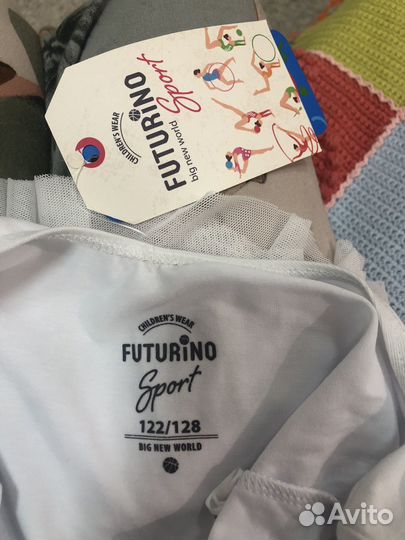 CHILDREN'S WEAR
FUTURINO
Sport
big new world
CHILDREN'S WEAR
FUTURINO
Sport
122/128
BIG NEW WORLD
Avito